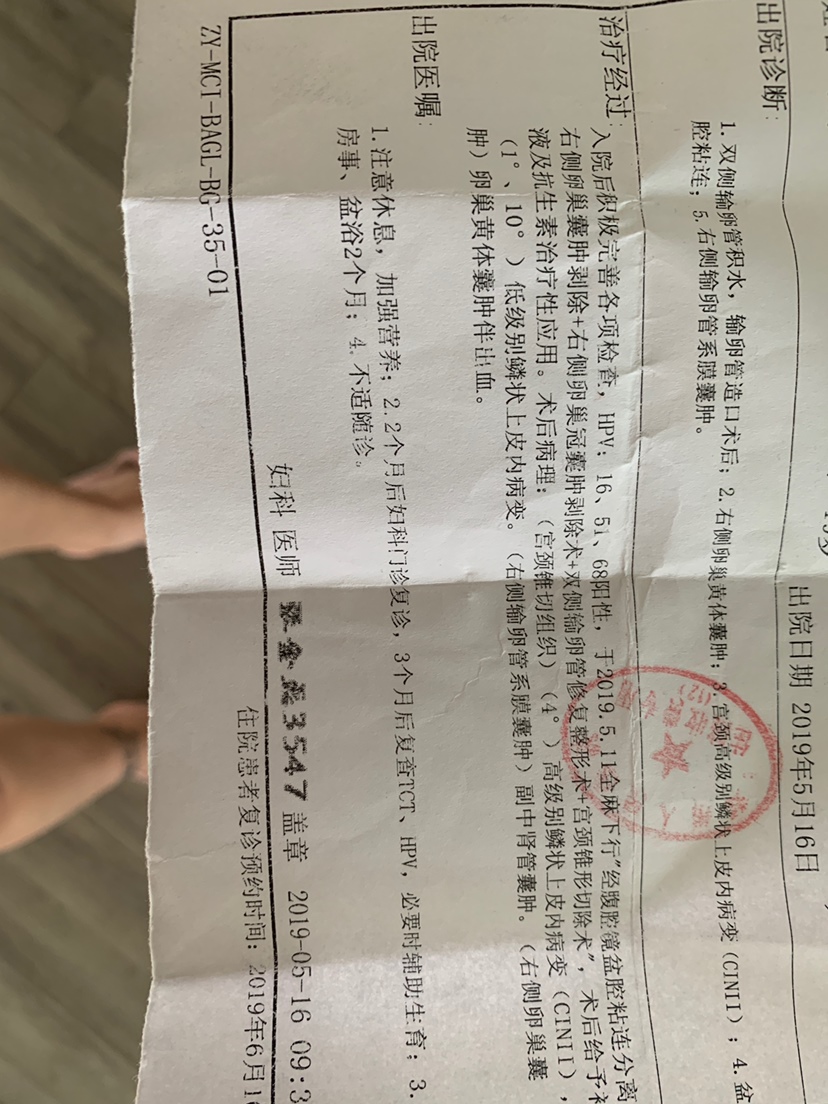 出院日期 2019年5月16日
出院诊断:
1. 双侧输卵管积水,输卵管造口术后; 2. 右侧卵巢黄体囊肿; 3. 宫颈高级别鳞状上皮内病变(CINII); 4. 盆
腔粘连; 5. 右侧输卵管系膜囊肿。
治疗经过:
入院后积极完善各项检查, HPV: 16、51、68阳性, 于2019.5.11全麻下行"经腹腔镜盆腔粘连分离
右侧卵巢囊肿剥除+右侧卵巢冠囊肿剥除术+双侧输卵管修复整形术+宫颈锥形切除术", 术后给予补
液及抗生素治疗性应用。术后病理: (宫颈锥切组织) (4°) 高级别鳞状上皮内病变(CINII),
(1°、10°) 低级别鳞状上皮内病变。(右侧输卵管系膜囊肿) 副中肾管囊肿。(右侧卵巢囊
肿) 卵巢黄体囊肿伴出血。
出院医嘱:
1. 注意休息, 加强营养; 2. 2个月后妇科门诊复诊, 3个月后复查TCT、HPV, 必要时辅助生育; 3.
房事、盆浴2个月; 4. 不适随诊。
妇科 医师 3547 盖章 2019-05-16 09:3
住院患者复诊预约时间: 2019年6月1
ZY-MCT-BAGL-BG-35-01